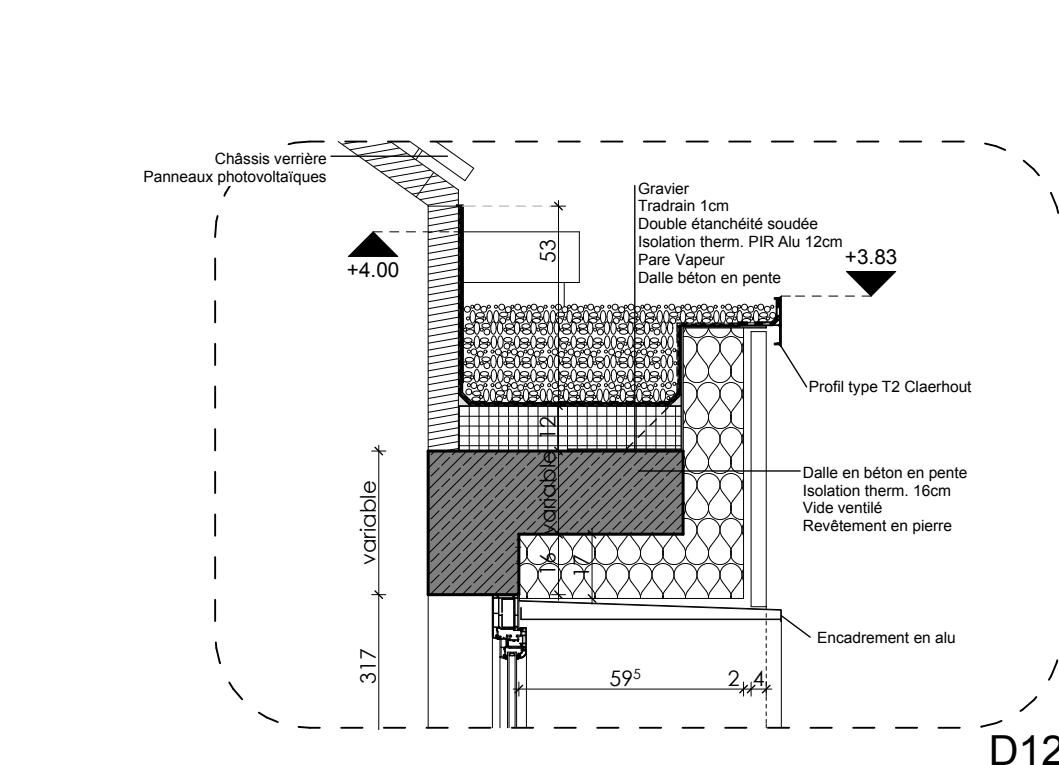 Châssis verrière
Panneaux photovoltaïques
Gravier
Tradrain 1cm
Double étanchéité soudée
Isolation therm. PIR Alu 12cm
Pare Vapeur
Dalle béton en pente
+4.00
53
+3.83
Profil type T2 Claerhout
12
variable
variable
Dalle en béton en pente
Isolation therm. 16cm
Vide ventilé
Revêtement en pierre
16
17
Encadrement en alu
317
59⁵
2
4
D12